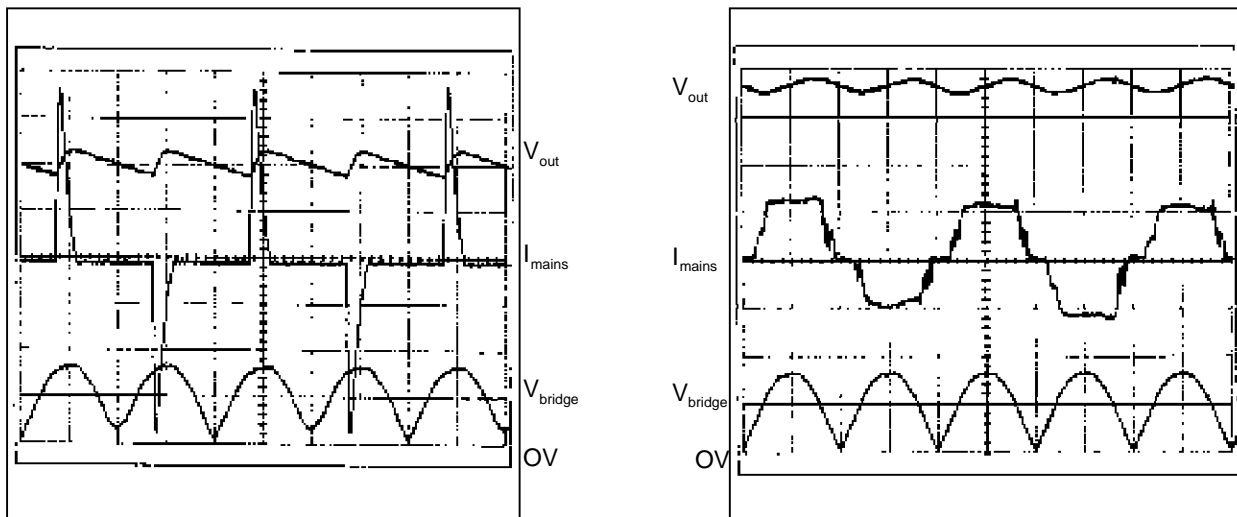 Vout
Imains
Vbridge
OV
Vout
Imains
Vbridge
OV